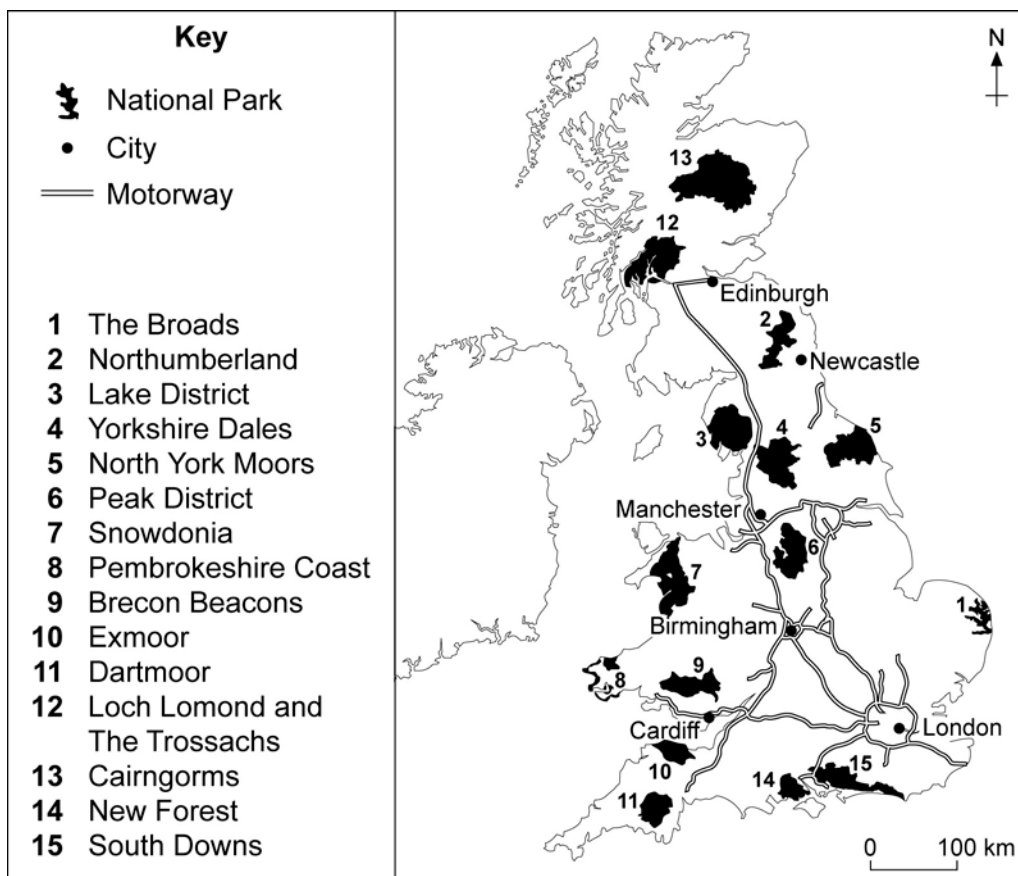 Key
National Park
City
Motorway
1 The Broads
2 Northumberland
3 Lake District
4 Yorkshire Dales
5 North York Moors
6 Peak District
7 Snowdonia
8 Pembrokeshire Coast
9 Brecon Beacons
10 Exmoor
11 Dartmoor
12 Loch Lomond and
The Trossachs
13 Cairngorms
14 New Forest
15 South Downs
N
13
12
Edinburgh
2
Newcastle
3
4
5
Manchester
6
7
1
Birmingham
9
8
Cardiff
London
10
15
14
11
0 100 km